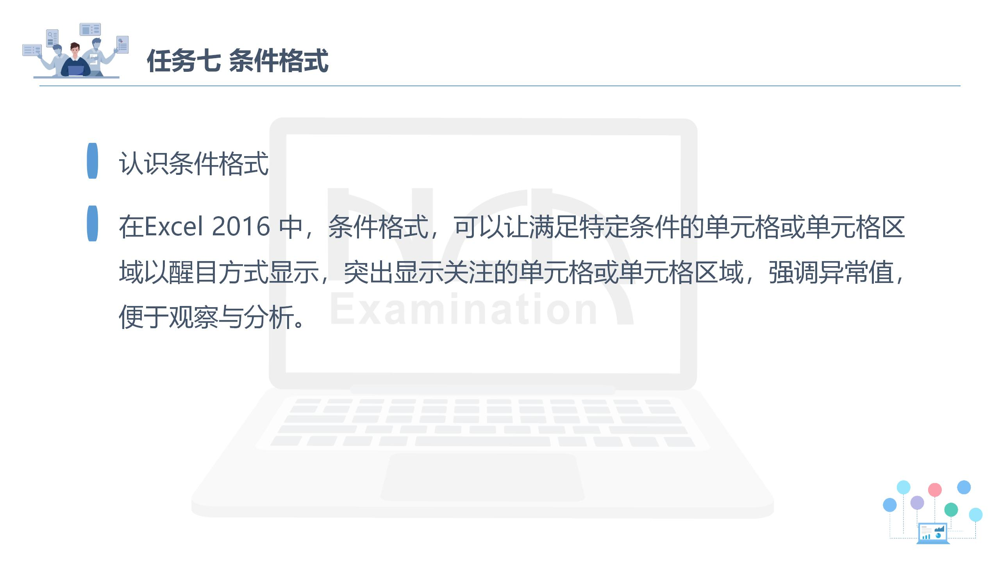 任务七 条件格式
认识条件格式
在Excel 2016 中，条件格式，可以让满足特定条件的单元格或单元格区
域以醒目方式显示，突出显示关注的单元格或单元格区域，强调异常值，
便于观察与分析。
Examination